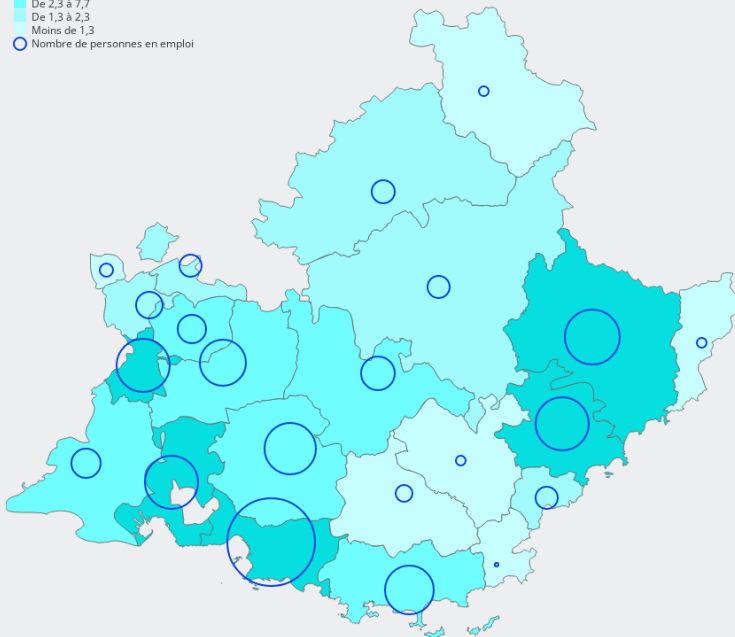 De 2,3 à 7,7
De 1,3 à 2,3
Moins de 1,3
Nombre de personnes en emploi